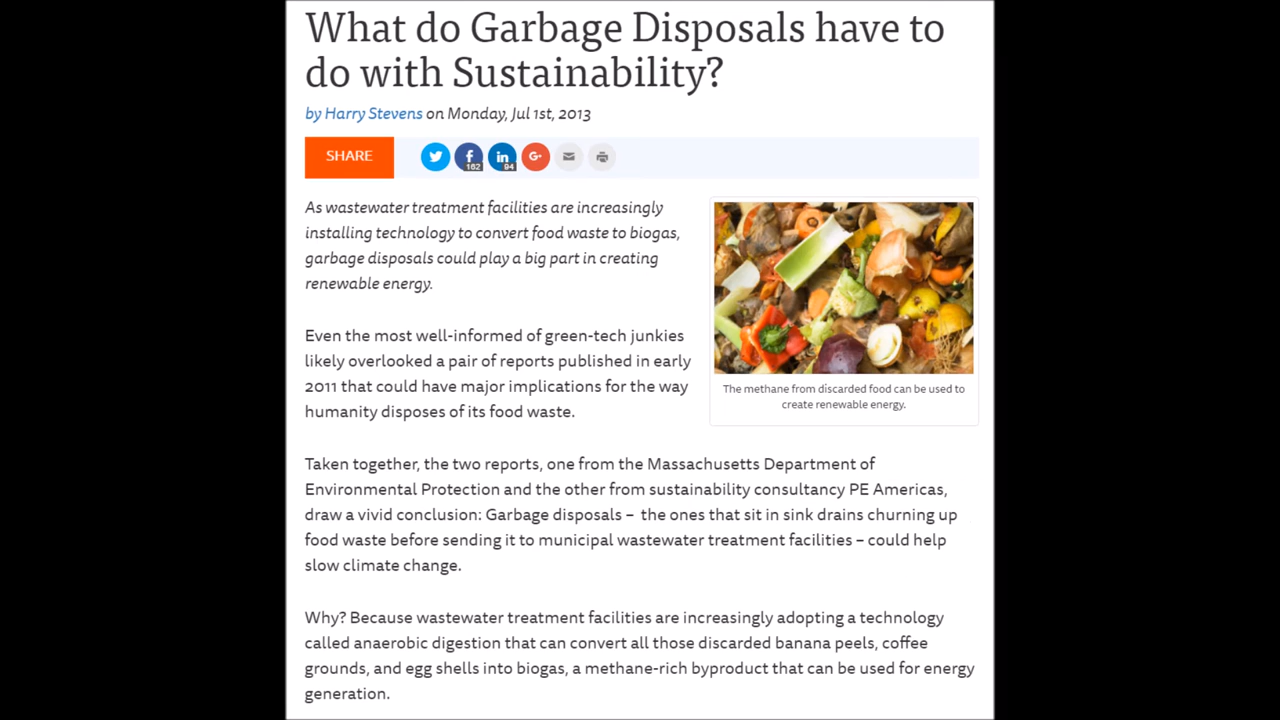 What do Garbage Disposals have to
do with Sustainability?
by Harry Stevens on Monday, Jul 1st, 2013
SHARE
162
94
G+
As wastewater treatment facilities are increasingly
installing technology to convert food waste to biogas,
garbage disposals could play a big part in creating
renewable energy.
The methane from discarded food can be used to
create renewable energy.
Even the most well-informed of green-tech junkies
likely overlooked a pair of reports published in early
2011 that could have major implications for the way
humanity disposes of its food waste.
Taken together, the two reports, one from the Massachusetts Department of
Environmental Protection and the other from sustainability consultancy PE Americas,
draw a vivid conclusion: Garbage disposals – the ones that sit in sink drains churning up
food waste before sending it to municipal wastewater treatment facilities – could help
slow climate change.
Why? Because wastewater treatment facilities are increasingly adopting a technology
called anaerobic digestion that can convert all those discarded banana peels, coffee
grounds, and egg shells into biogas, a methane-rich byproduct that can be used for energy
generation.